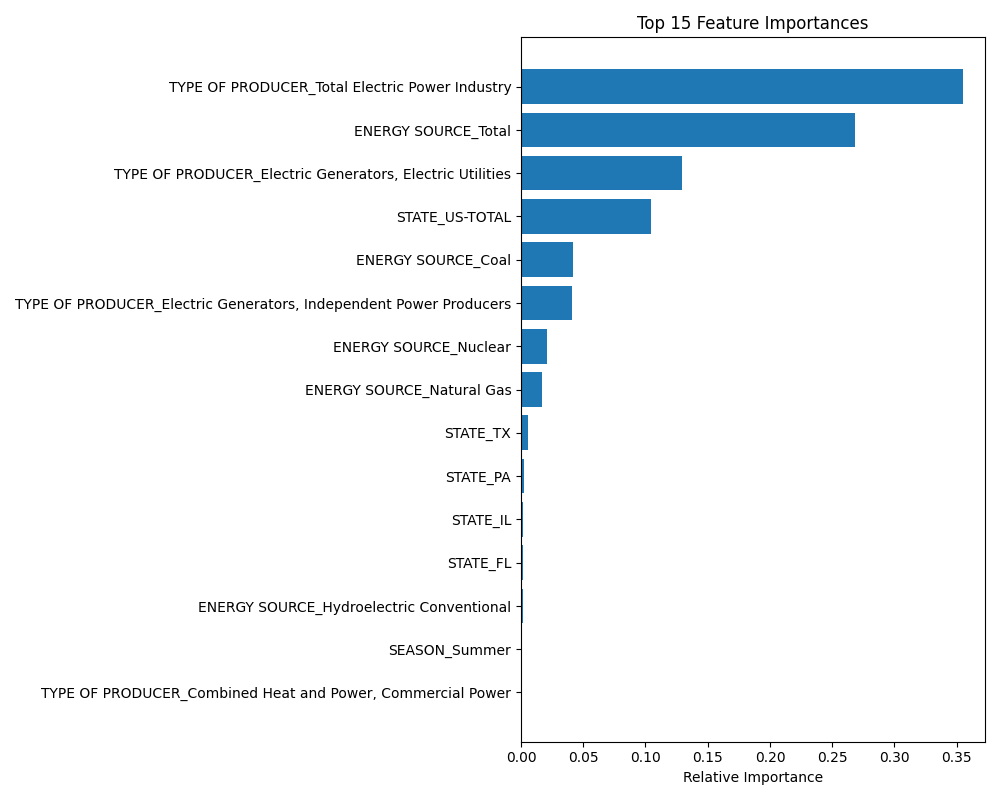 Top 15 Feature Importances
TYPE OF PRODUCER_Total Electric Power Industry
ENERGY SOURCE_Total
TYPE OF PRODUCER_Electric Generators, Electric Utilities
STATE_US-TOTAL
ENERGY SOURCE_Coal
TYPE OF PRODUCER_Electric Generators, Independent Power Producers
ENERGY SOURCE_Nuclear
ENERGY SOURCE_Natural Gas
STATE_TX
STATE_PA
STATE_IL
STATE_FL
ENERGY SOURCE_Hydroelectric Conventional
SEASON_Summer
TYPE OF PRODUCER_Combined Heat and Power, Commercial Power
0.00 0.05 0.10 0.15 0.20 0.25 0.30 0.35
Relative Importance